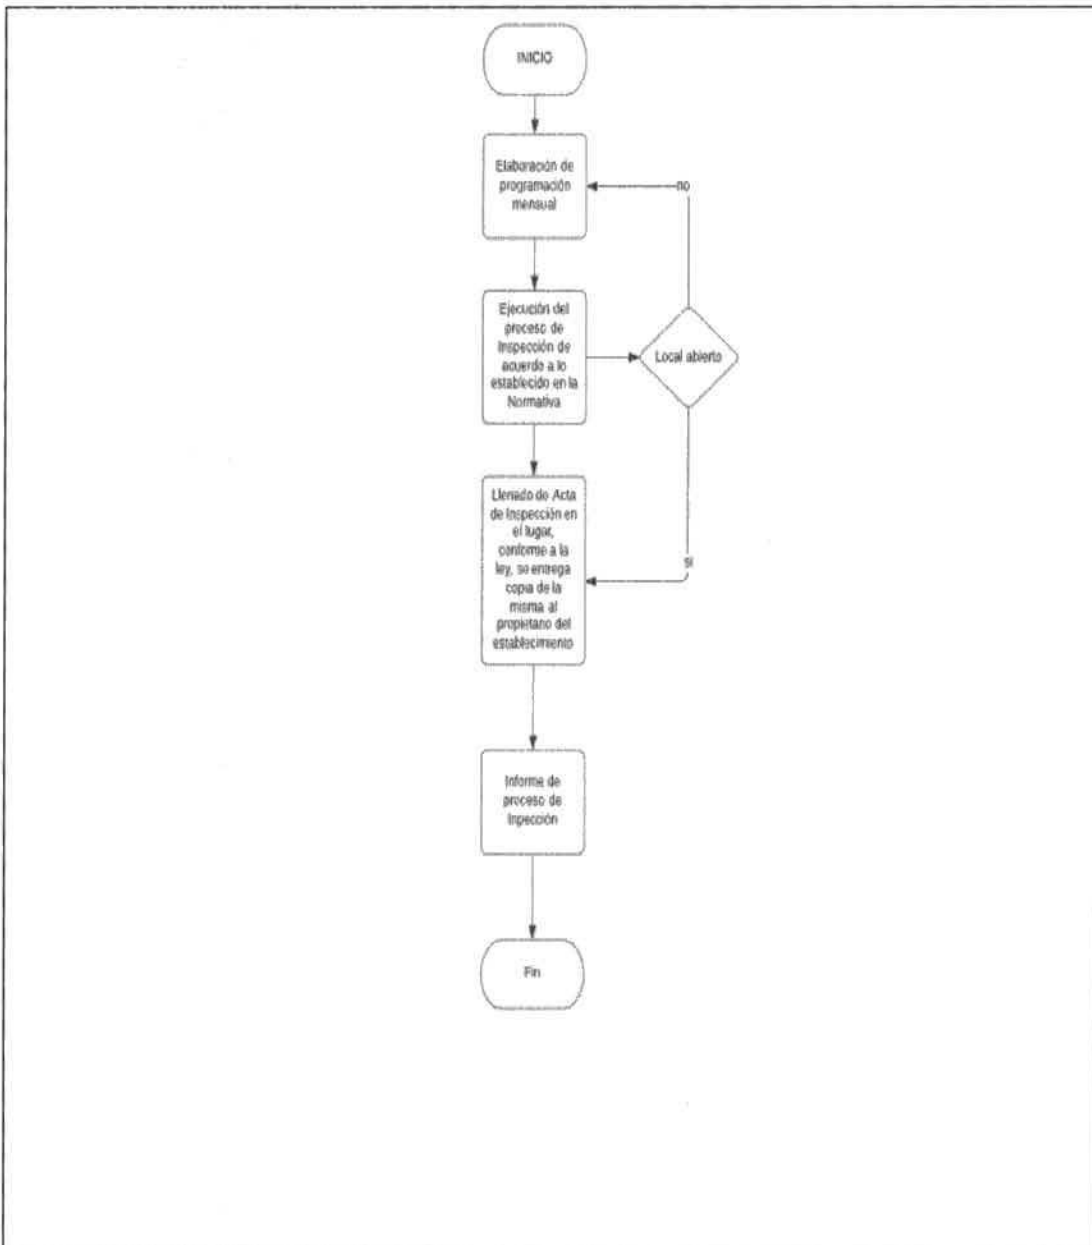 INICIO
Elaboración de
programación
mensual
no
Ejecución del
proceso de
Inspección de
acuerdo a lo
establecido en la
Normativa
Local abierto
Llenado de Acta
de Inspección en
el lugar,
conforme a la
ley, se entrega
copia de la
misma al
propietario del
establecimiento
si
Informe de
proceso de
Inpección
Fin